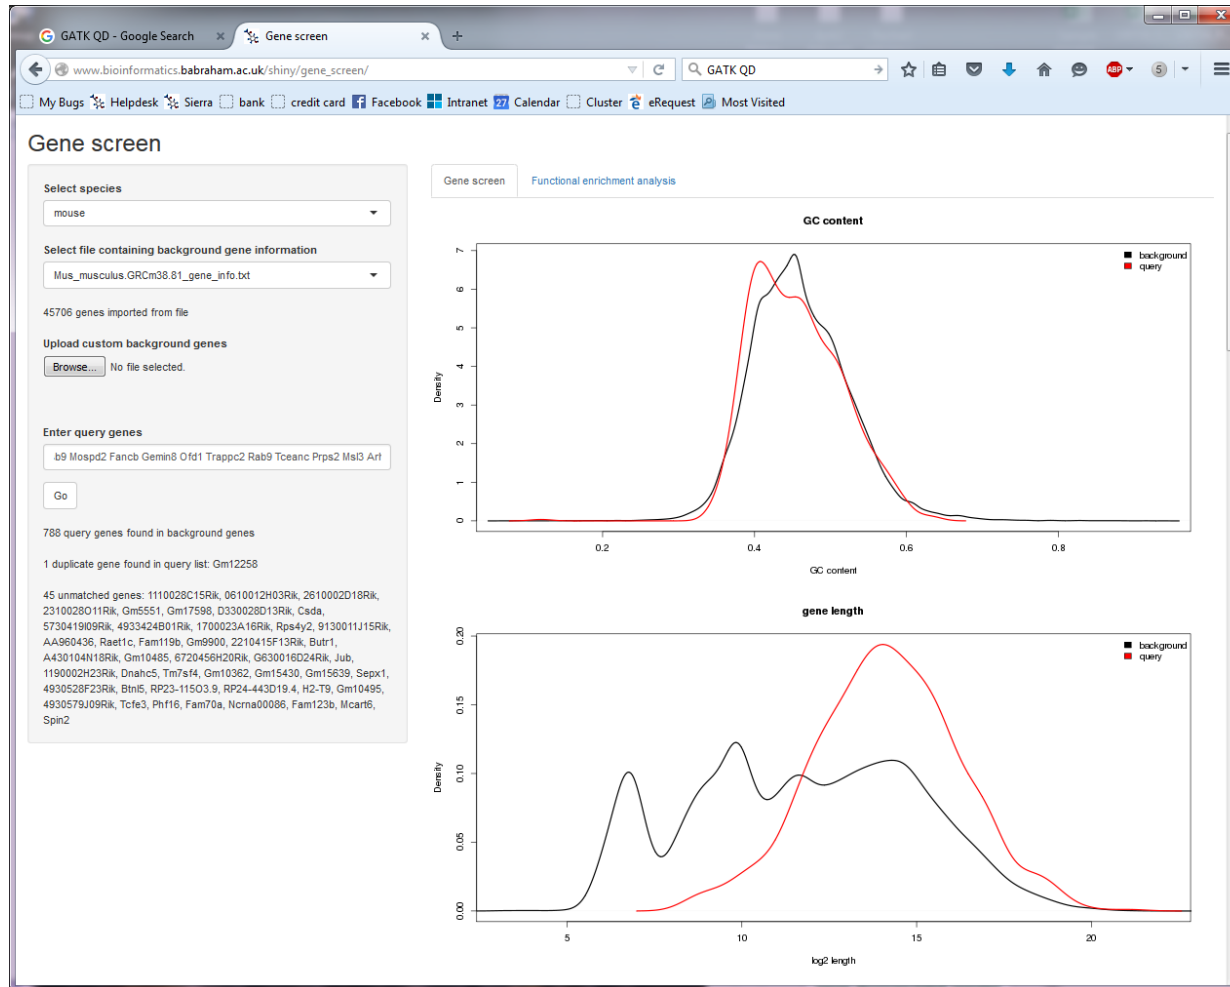 GATK QD - Google Search
Gene screen
www.bioinformatics.babraham.ac.uk/shiny/gene_screen/
GATK QD
ABP
5
My Bugs Helpdesk Sierra bank credit card Facebook Intranet 27 Calendar Cluster eRequest Most Visited
Gene screen
Select species
mouse
Select file containing background gene information
Mus_musculus.GRCm38.81_gene_info.txt
45706 genes imported from file
Upload custom background genes
Browse... No file selected.
Enter query genes
b9 Mospd2 Fancb Gemin8 Ofd1 Trappc2 Rab9 Tceanc Prps2 Msl3 Arh
Go
788 query genes found in background genes
1 duplicate gene found in query list: Gm12258
45 unmatched genes: 1110028C15Rik, 0610012H03Rik, 2610002D18Rik,
2310028O11Rik, Gm5551, Gm17598, D330028D13Rik, Csda,
5730419I09Rik, 4933424B01Rik, 1700023A16Rik, Rps4y2, 9130011J15Rik,
AA960436, Raet1c, Fam119b, Gm9900, 2210415F13Rik, Butr1,
A430104N18Rik, Gm10485, 6720456H20Rik, G630016D24Rik, Jub,
1190002H23Rik, Dnahc5, Tm7sf4, Gm10362, Gm15430, Gm15639, Sepx1,
4930528F23Rik, Btnl5, RP23-115O3.9, RP24-443D19.4, H2-T9, Gm10495,
4930579J09Rik, Tcfe3, Phf16, Fam70a, Ncrna00086, Fam123b, Mcart6,
Spin2
Gene screen Functional enrichment analysis
GC content
background
query
7
6
5
4
3
2
1
0
Density
0.2 0.4 0.6 0.8
GC content
gene length
background
query
0.20
0.15
0.10
0.05
0.00
Density
5 10 15 20
log2 length